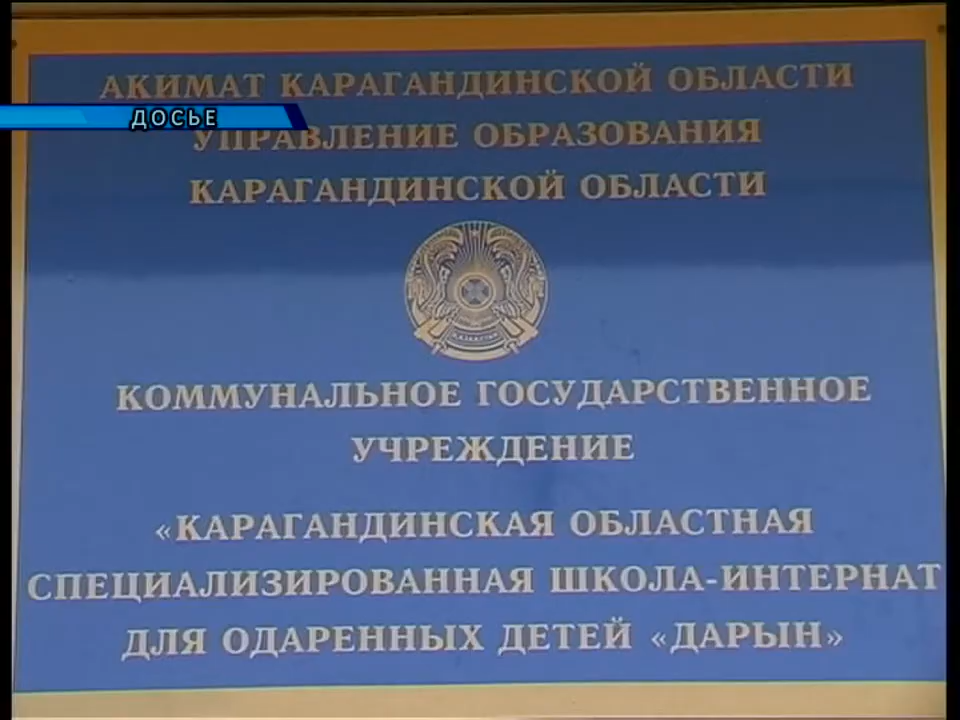 АКИМАТ КАРАГАНДИНСКОЙ ОБЛАСТИ
ДОСЬЕ
УПРАВЛЕНИЕ ОБРАЗОВАНИЯ
КАРАГАНДИНСКОЙ ОБЛАСТИ
КОММУНАЛЬНОЕ ГОСУДАРСТВЕННОЕ
УЧРЕЖДЕНИЕ
«КАРАГАНДИНСКАЯ ОБЛАСТНАЯ
СПЕЦИАЛИЗИРОВАННАЯ ШКОЛА-ИНТЕРНАТ
ДЛЯ ОДАРЕННЫХ ДЕТЕЙ «ДАРЫН»